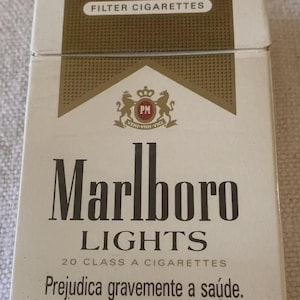 FILTER CIGARETTES
PM
Marlboro
LIGHTS
20 CLASS A CIGARETTES
Prejudica gravemente a saúde.